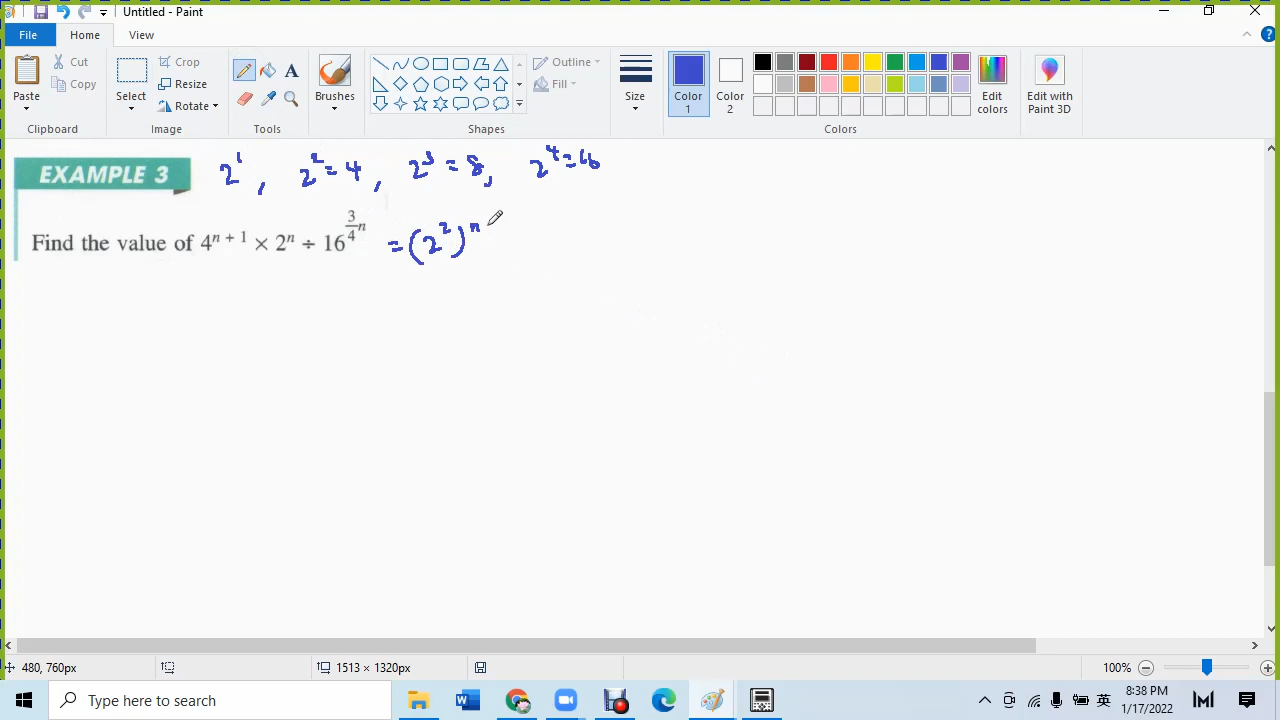 Untitled - Paint
File Home View
Paste Cut Copy Select Crop Resize Rotate A Brushes Outline Fill Size Color 1 Color 2 Edit colors Edit with Paint 3D
Clipboard Image Tools Shapes Colors
EXAMPLE 3 2¹ , 2² = 4 , 2³ = 8 , 2⁴ = 16
Find the value of 4ⁿ ⁺ ¹ × 2ⁿ ÷ 16^(3/4 n) = (2²)ⁿ
480, 760px 1513 × 1320px 100%
Type here to search 英 8:38 PM
1/17/2022